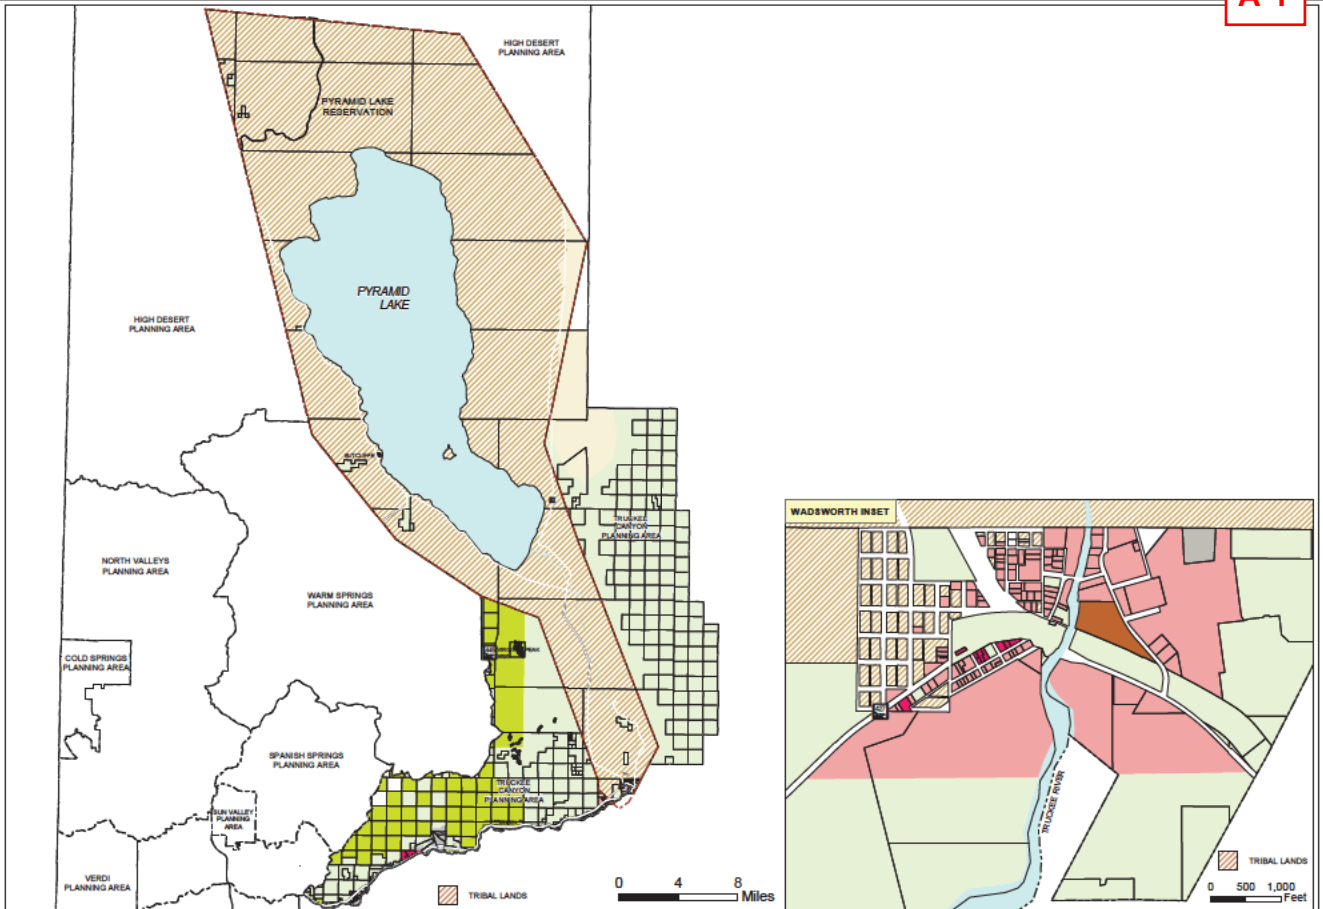 HIGH DESERT
PLANNING AREA
PYRAMID LAKE
RESERVATION
PYRAMID
LAKE
HIGH DESERT
PLANNING AREA
SUTCLIFFE
TRUCKEE
CANYON
PLANNING AREA
NORTH VALLEYS
PLANNING AREA
WARM SPRINGS
PLANNING AREA
COLD SPRINGS
PLANNING AREA
SPANISH SPRINGS
PLANNING AREA
TRUCKEE
CANYON
PLANNING AREA
SUN VALLEY
PLANNING
AREA
VERDI
PLANNING AREA
TRIBAL LANDS
0 4 8
Miles
WADSWORTH INSET
427
TRUCKEE RIVER
TRIBAL LANDS
0 500 1,000
Feet